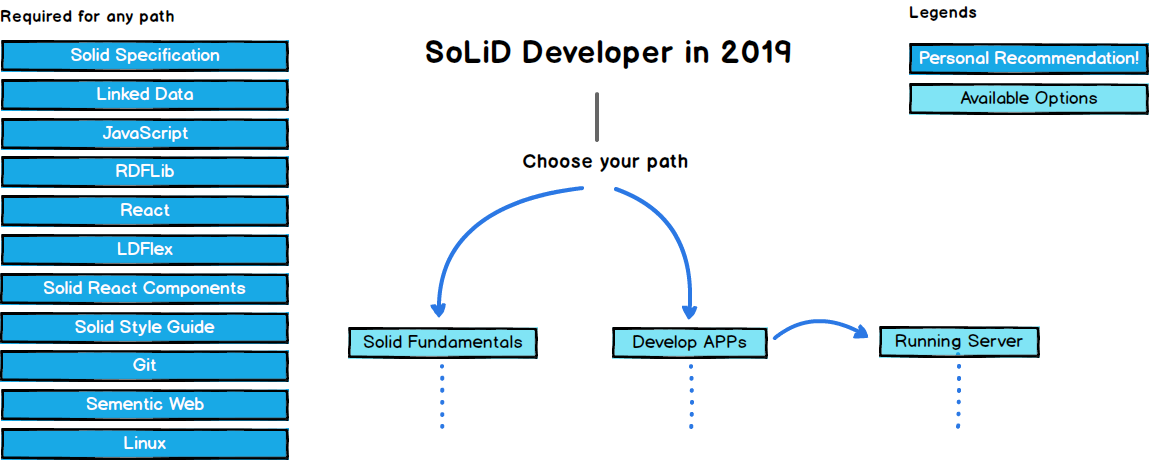 Required for any path
Solid Specification
Linked Data
JavaScript
RDFLib
React
LDFlex
Solid React Components
Solid Style Guide
Git
Sementic Web
Linux
SoLiD Developer in 2019
Choose your path
Solid Fundamentals
Develop APPs
Running Server
Legends
Personal Recommendation!
Available Options